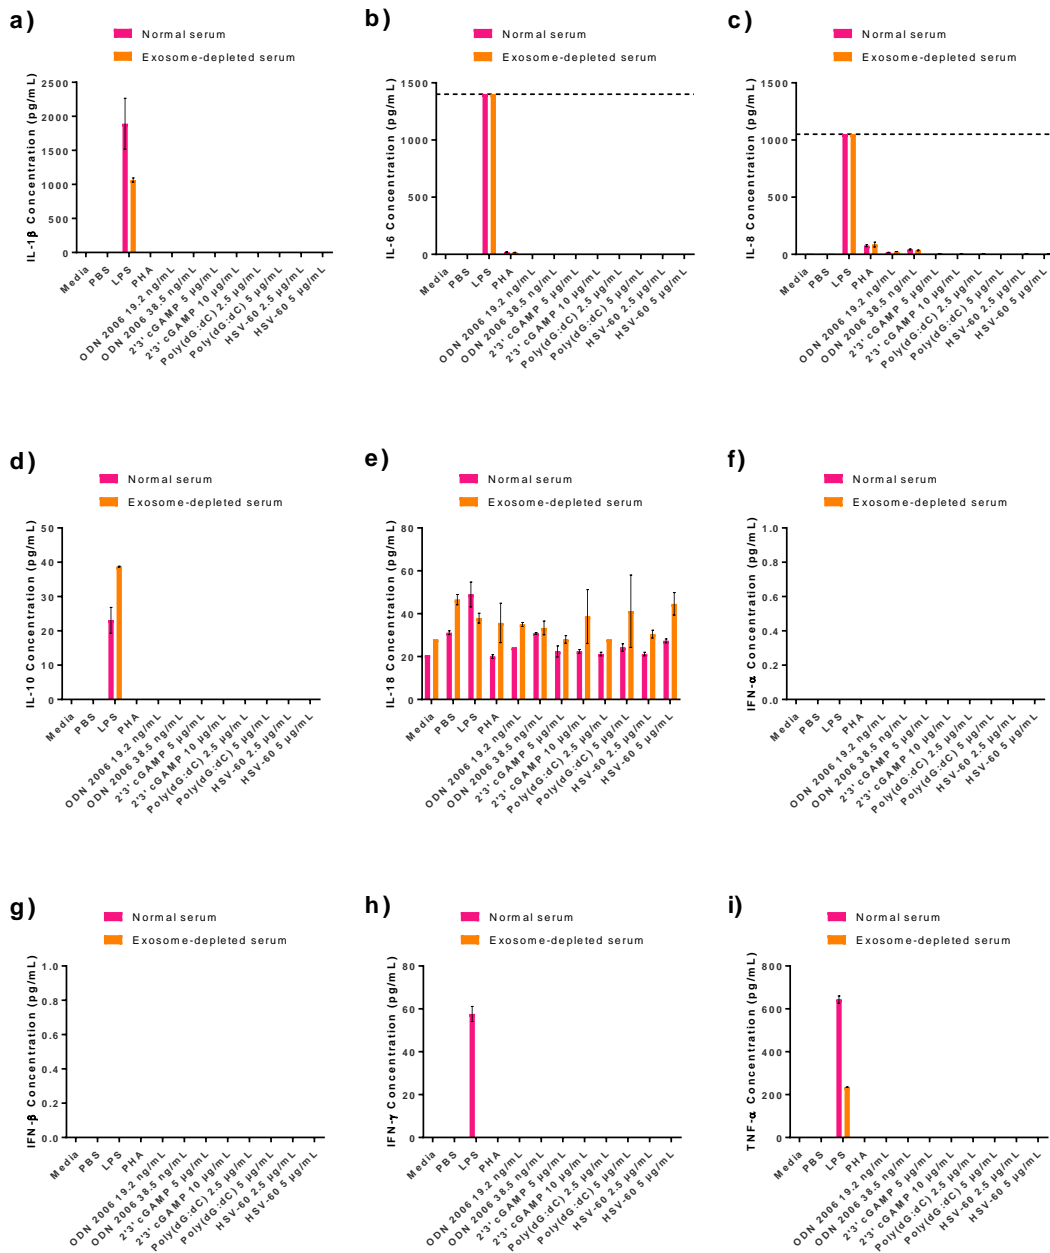 a)
Normal serum
Exosome-depleted serum
IL-1β Concentration (pg/mL)
2500
2000
1500
1000
500
0
Media
PBS
LPS
PHA
ODN 2006 19.2 ng/mL
ODN 2006 38.5 ng/mL
2'3' cGAMP 5 µg/mL
2'3' cGAMP 10 µg/mL
Poly(dG:dC) 2.5 µg/mL
Poly(dG:dC) 5 µg/mL
HSV-60 2.5 µg/mL
HSV-60 5 µg/mL
b)
Normal serum
Exosome-depleted serum
IL-6 Concentration (pg/mL)
1500
1000
500
0
Media
PBS
LPS
PHA
ODN 2006 19.2 ng/mL
ODN 2006 38.5 ng/mL
2'3' cGAMP 5 µg/mL
2'3' cGAMP 10 µg/mL
Poly(dG:dC) 2.5 µg/mL
Poly(dG:dC) 5 µg/mL
HSV-60 2.5 µg/mL
HSV-60 5 µg/mL
c)
Normal serum
Exosome-depleted serum
IL-8 Concentration (pg/mL)
1500
1000
500
0
Media
PBS
LPS
PHA
ODN 2006 19.2 ng/mL
ODN 2006 38.5 ng/mL
2'3' cGAMP 5 µg/mL
2'3' cGAMP 10 µg/mL
Poly(dG:dC) 2.5 µg/mL
Poly(dG:dC) 5 µg/mL
HSV-60 2.5 µg/mL
HSV-60 5 µg/mL
d)
Normal serum
Exosome-depleted serum
IL-10 Concentration (pg/mL)
50
40
30
20
10
0
Media
PBS
LPS
PHA
ODN 2006 19.2 ng/mL
ODN 2006 38.5 ng/mL
2'3' cGAMP 5 µg/mL
2'3' cGAMP 10 µg/mL
Poly(dG:dC) 2.5 µg/mL
Poly(dG:dC) 5 µg/mL
HSV-60 2.5 µg/mL
HSV-60 5 µg/mL
e)
Normal serum
Exosome-depleted serum
IL-18 Concentration (pg/mL)
80
60
40
20
0
Media
PBS
LPS
PHA
ODN 2006 19.2 ng/mL
ODN 2006 38.5 ng/mL
2'3' cGAMP 5 µg/mL
2'3' cGAMP 10 µg/mL
Poly(dG:dC) 2.5 µg/mL
Poly(dG:dC) 5 µg/mL
HSV-60 2.5 µg/mL
HSV-60 5 µg/mL
f)
Normal serum
Exosome-depleted serum
IFN-α Concentration (pg/mL)
1.0
0.8
0.6
0.4
0.2
0.0
Media
PBS
LPS
PHA
ODN 2006 19.2 ng/mL
ODN 2006 38.5 ng/mL
2'3' cGAMP 5 µg/mL
2'3' cGAMP 10 µg/mL
Poly(dG:dC) 2.5 µg/mL
Poly(dG:dC) 5 µg/mL
HSV-60 2.5 µg/mL
HSV-60 5 µg/mL
g)
Normal serum
Exosome-depleted serum
IFN-β Concentration (pg/mL)
1.0
0.8
0.6
0.4
0.2
0.0
Media
PBS
LPS
PHA
ODN 2006 19.2 ng/mL
ODN 2006 38.5 ng/mL
2'3' cGAMP 5 µg/mL
2'3' cGAMP 10 µg/mL
Poly(dG:dC) 2.5 µg/mL
Poly(dG:dC) 5 µg/mL
HSV-60 2.5 µg/mL
HSV-60 5 µg/mL
h)
Normal serum
Exosome-depleted serum
IFN-γ Concentration (pg/mL)
80
60
40
20
0
Media
PBS
LPS
PHA
ODN 2006 19.2 ng/mL
ODN 2006 38.5 ng/mL
2'3' cGAMP 5 µg/mL
2'3' cGAMP 10 µg/mL
Poly(dG:dC) 2.5 µg/mL
Poly(dG:dC) 5 µg/mL
HSV-60 2.5 µg/mL
HSV-60 5 µg/mL
i)
Normal serum
Exosome-depleted serum
TNF-α Concentration (pg/mL)
800
600
400
200
0
Media
PBS
LPS
PHA
ODN 2006 19.2 ng/mL
ODN 2006 38.5 ng/mL
2'3' cGAMP 5 µg/mL
2'3' cGAMP 10 µg/mL
Poly(dG:dC) 2.5 µg/mL
Poly(dG:dC) 5 µg/mL
HSV-60 2.5 µg/mL
HSV-60 5 µg/mL